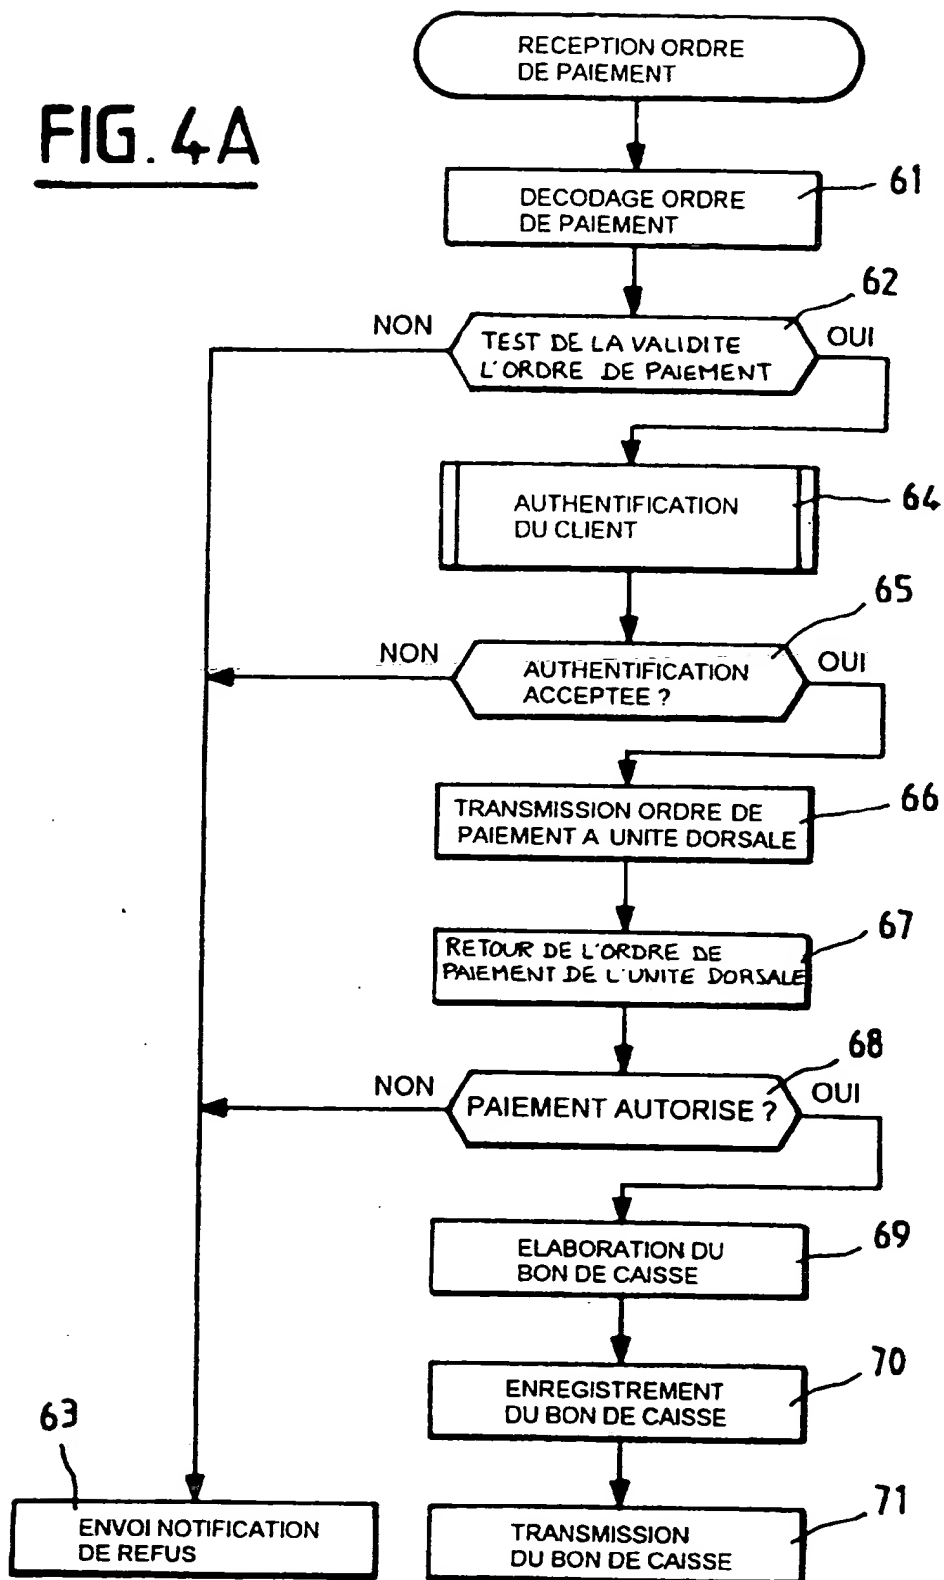 FIG. 4A
RECEPTION ORDRE
DE PAIEMENT
61
DECODAGE ORDRE
DE PAIEMENT
62
NON
OUI
TEST DE LA VALIDITE
L'ORDRE DE PAIEMENT
64
AUTHENTIFICATION
DU CLIENT
65
NON
OUI
AUTHENTIFICATION
ACCEPTEE ?
66
TRANSMISSION ORDRE DE
PAIEMENT A UNITE DORSALE
67
RETOUR DE L'ORDRE DE
PAIEMENT DE L'UNITE DORSALE
68
NON
OUI
PAIEMENT AUTORISE ?
69
ELABORATION DU
BON DE CAISSE
70
ENREGISTREMENT
DU BON DE CAISSE
63
ENVOI NOTIFICATION
DE REFUS
71
TRANSMISSION
DU BON DE CAISSE